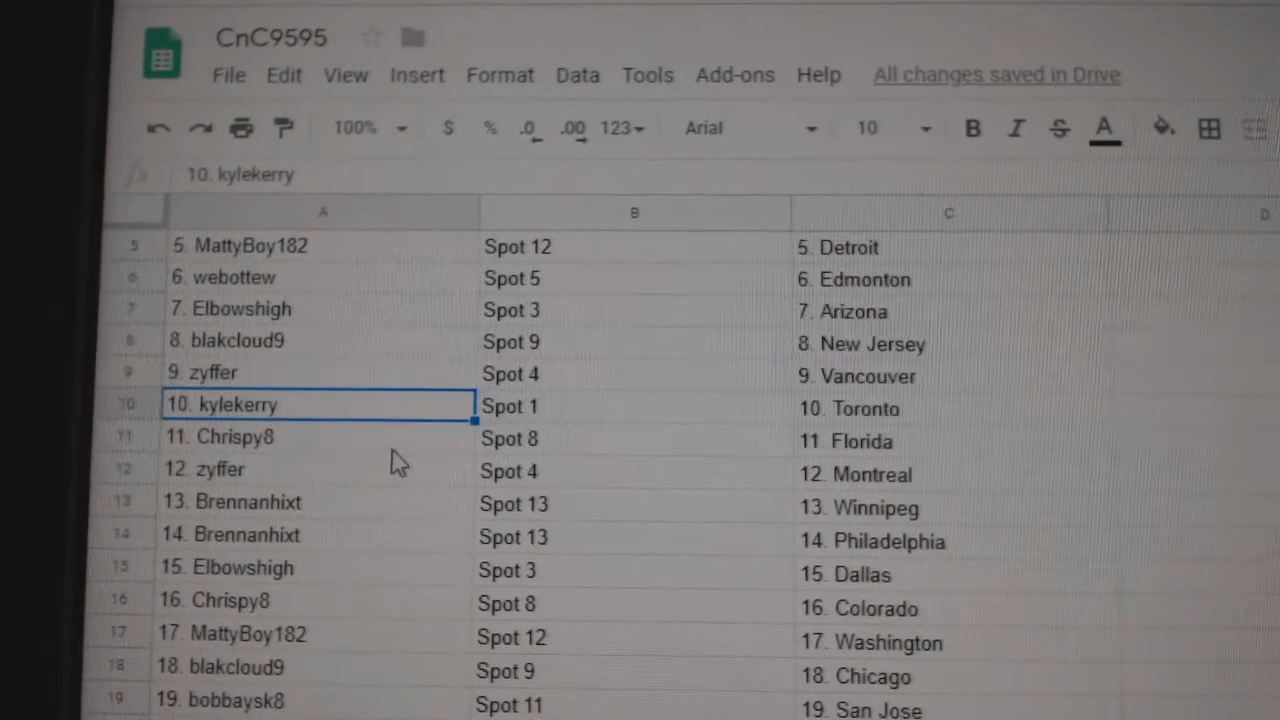 CnC9595
File Edit View Insert Format Data Tools Add-ons Help All changes saved in Drive
100% $ % .0 .00 123 Arial 10 B I S A
fx 10. kylekerry
A B C D
5 5. MattyBoy182 Spot 12 5. Detroit
6 6. webottew Spot 5 6. Edmonton
7 7. Elbowshigh Spot 3 7. Arizona
8 8. blakcloud9 Spot 9 8. New Jersey
9 9. zyffer Spot 4 9. Vancouver
10 10. kylekerry Spot 1 10. Toronto
11 11. Chrispy8 Spot 8 11. Florida
12 12. zyffer Spot 4 12. Montreal
13 13. Brennanhixt Spot 13 13. Winnipeg
14 14. Brennanhixt Spot 13 14. Philadelphia
15 15. Elbowshigh Spot 3 15. Dallas
16 16. Chrispy8 Spot 8 16. Colorado
17 17. MattyBoy182 Spot 12 17. Washington
18 18. blakcloud9 Spot 9 18. Chicago
19 19. bobbaysk8 Spot 11 19. San Jose